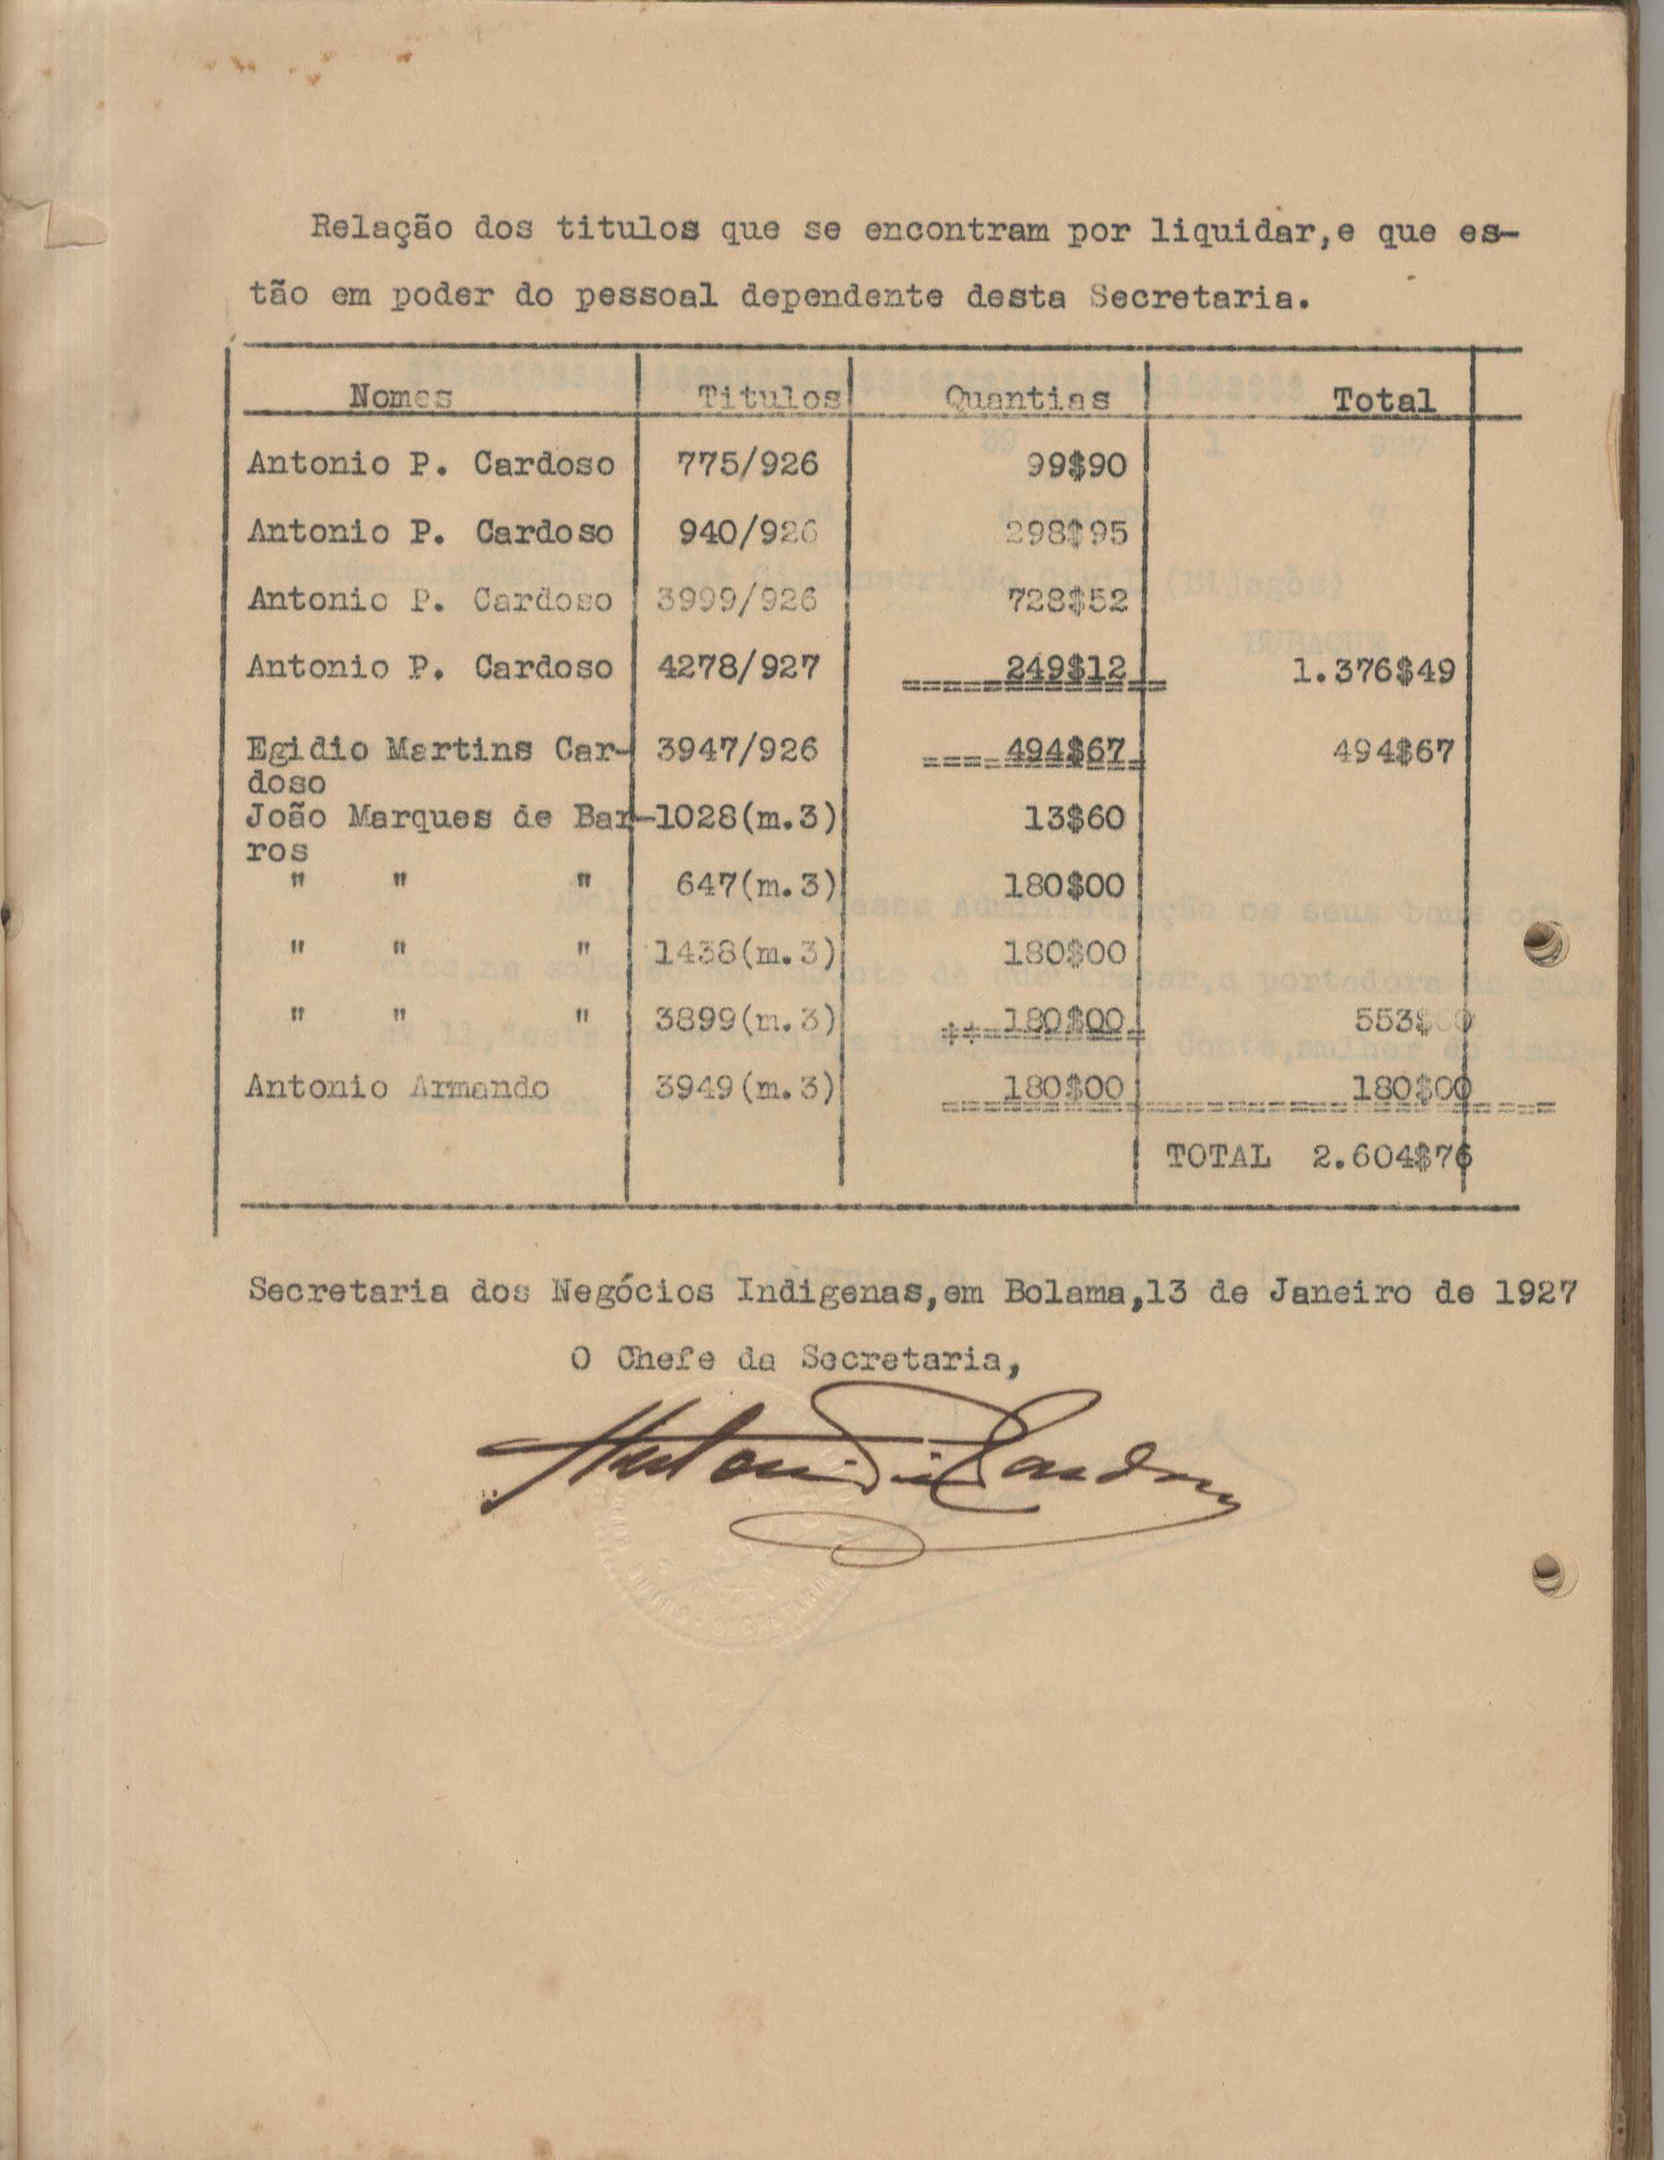 Relação dos titulos que se encontram por liquidar,e que es-
tão em poder do pessoal dependente desta Secretaria.
Nomes Titulos Quantias Total
Antonio P. Cardoso 775/926 99$90
Antonio P. Cardoso 940/926 298$95
Antonio P. Cardoso 3999/926 728$52
Antonio P. Cardoso 4278/927 249$12 1.376$49
Egidio Martins Car- 3947/926 494$67 494$67
doso
João Marques de Bar-1028(m.3) 13$60
ros
" " " 647(m.3) 180$00
" " " 1438(m.3) 180$00
" " " 3899(m.3) 180$00 553$60
Antonio Armando 3949(m.3) 180$00 180$00
TOTAL 2.604$76
Secretaria dos Negócios Indigenas,em Bolama,13 de Janeiro de 1927
O Chefe da Secretaria,